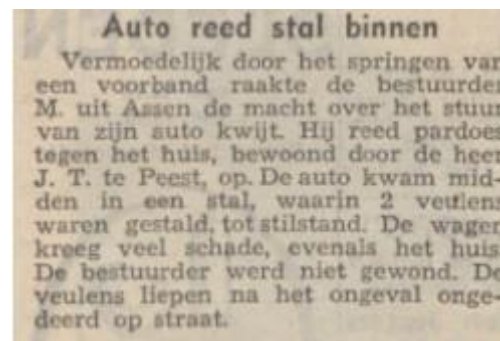 Auto reed stal binnen
Vermoedelijk door het springen van
een voorband raakte de bestuurder
M. uit Assen de macht over het stuur
van zijn auto kwijt. Hij reed pardoes
tegen het huis, bewoond door de heer
J. T. te Peest, op. De auto kwam mid-
den in een stal, waarin 2 veulens
waren gestald, tot stilstand. De wagen
kreeg veel schade, evenals het huis.
De bestuurder werd niet gewond. De
veulens liepen na het ongeval onge-
deerd op straat.